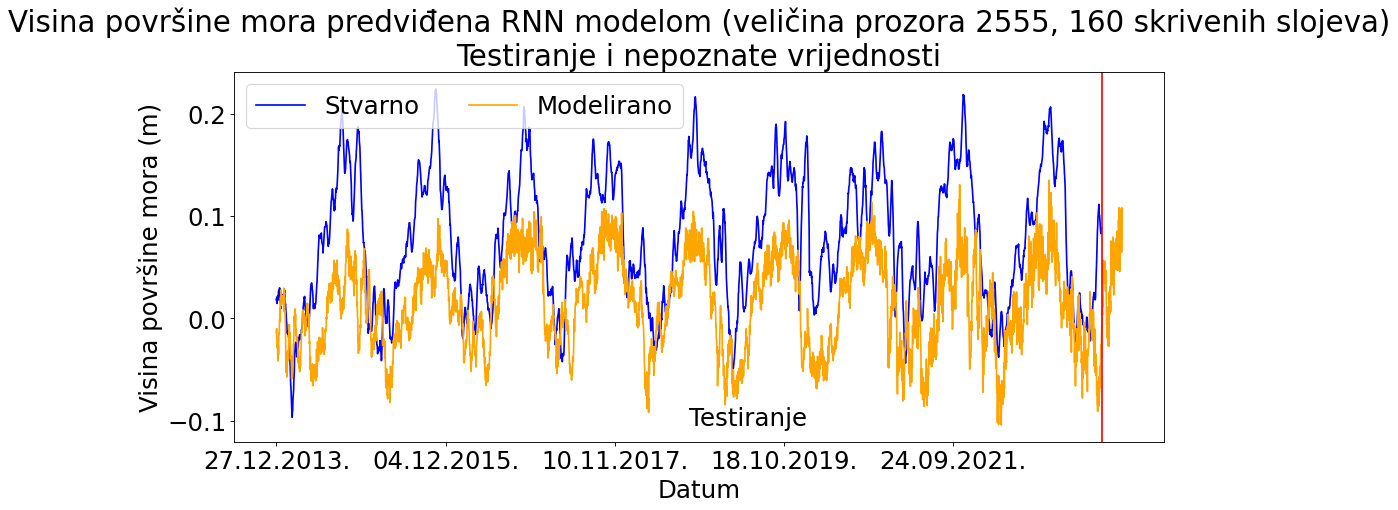 Visina površine mora predviđena RNN modelom (veličina prozora 2555, 160 skrivenih slojeva)
Testiranje i nepoznate vrijednosti
Stvarno Modelirano
Visina površine mora (m)
0.2
0.1
0.0
−0.1
Testiranje
27.12.2013. 04.12.2015. 10.11.2017. 18.10.2019. 24.09.2021.
Datum